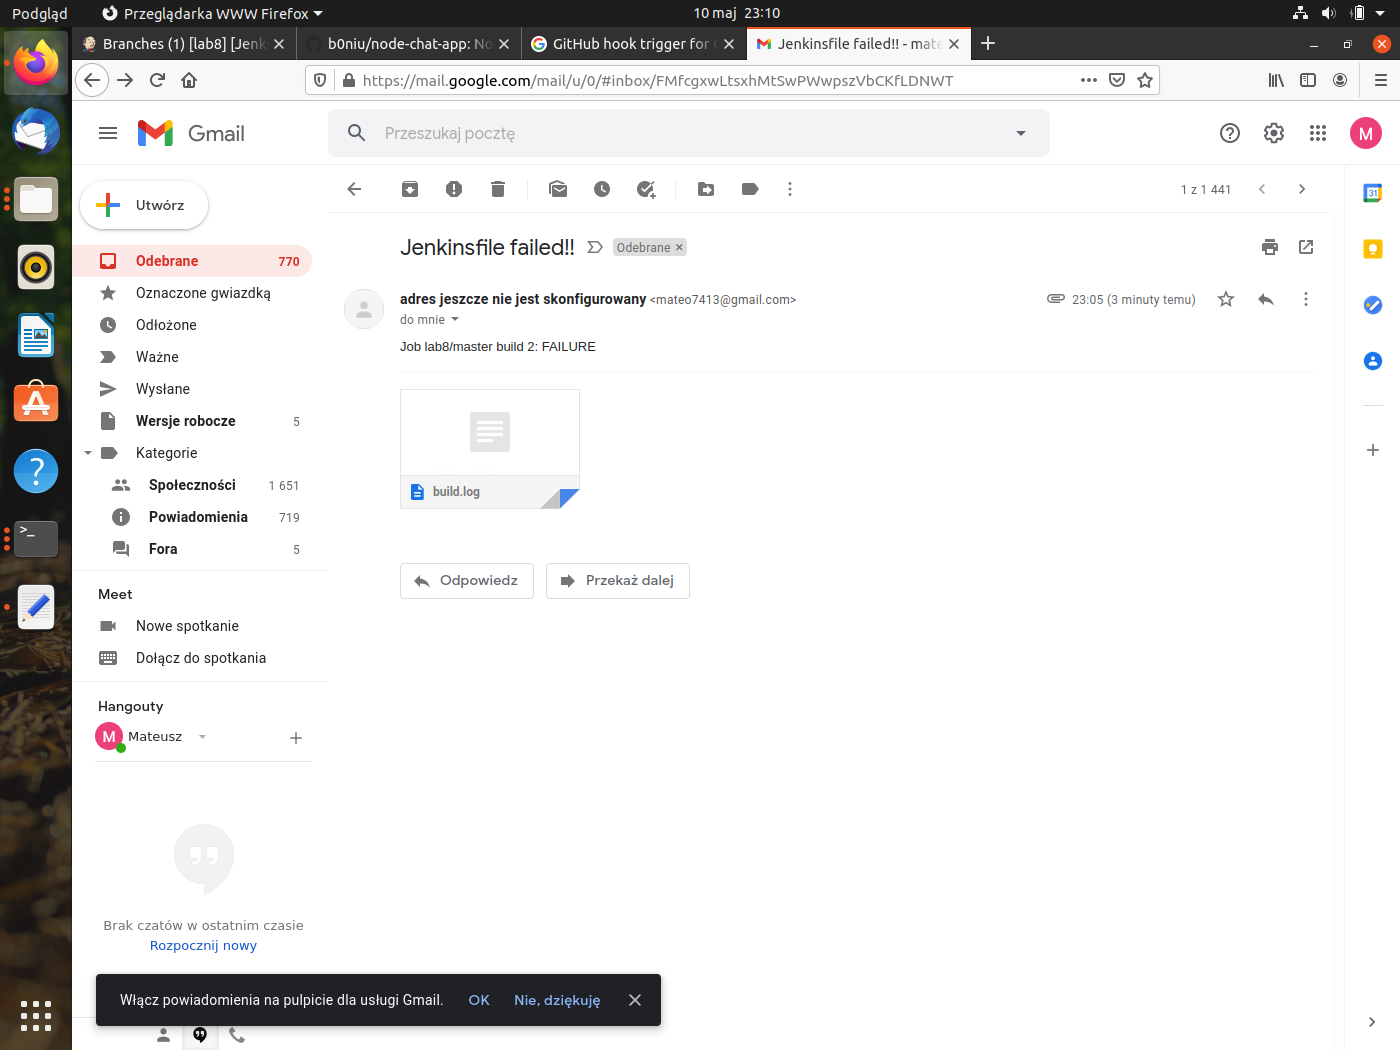 Podgląd
Przeglądarka WWW Firefox
10 maj 23:10
Branches (1) [lab8] [Jenk
b0niu/node-chat-app: No
GitHub hook trigger for
Jenkinsfile failed!! - mate
https://mail.google.com/mail/u/0/#inbox/FMfcgxwLtsxhMtSwPWwpszVbCKfLDNWT
Gmail
Przeszukaj pocztę
M
Utwórz
1 z 1 441
31
Odebrane 770
Oznaczone gwiazdką
Odłożone
Ważne
Wysłane
Wersje robocze 5
Kategorie
Społeczności 1 651
Powiadomienia 719
Fora 5
Jenkinsfile failed!!
Odebrane
adres jeszcze nie jest skonfigurowany <mateo7413@gmail.com>
23:05 (3 minuty temu)
do mnie
Job lab8/master build 2: FAILURE
build.log
Odpowiedz
Przekaż dalej
Meet
Nowe spotkanie
Dołącz do spotkania
Hangouty
M Mateusz
Brak czatów w ostatnim czasie
Rozpocznij nowy
Włącz powiadomienia na pulpicie dla usługi Gmail. OK Nie, dziękuję